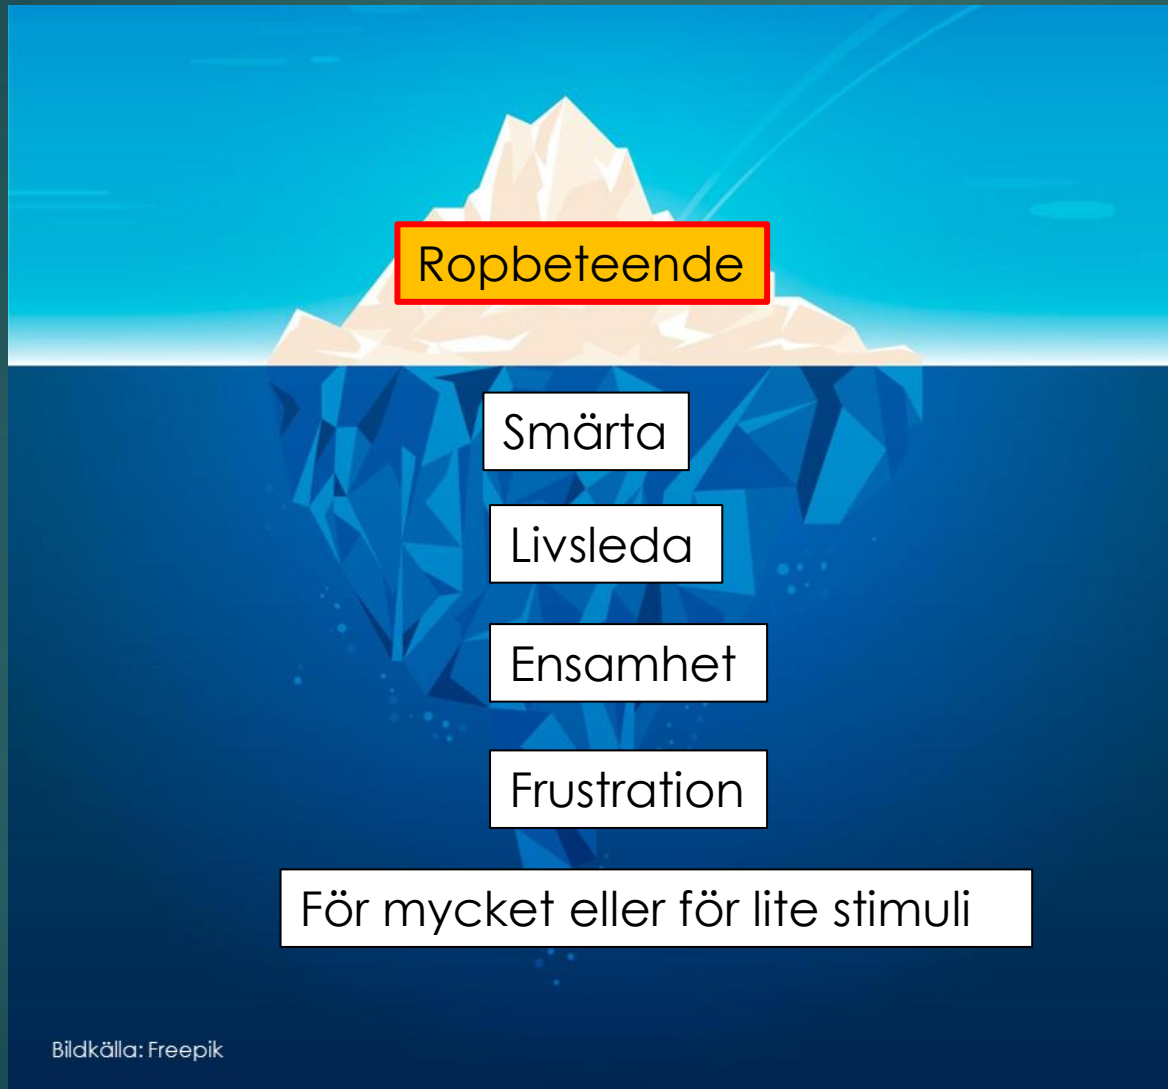 Ropbeteende
Smärta
Livsleda
Ensamhet
Frustration
För mycket eller för lite stimuli
Bildkälla: Freepik